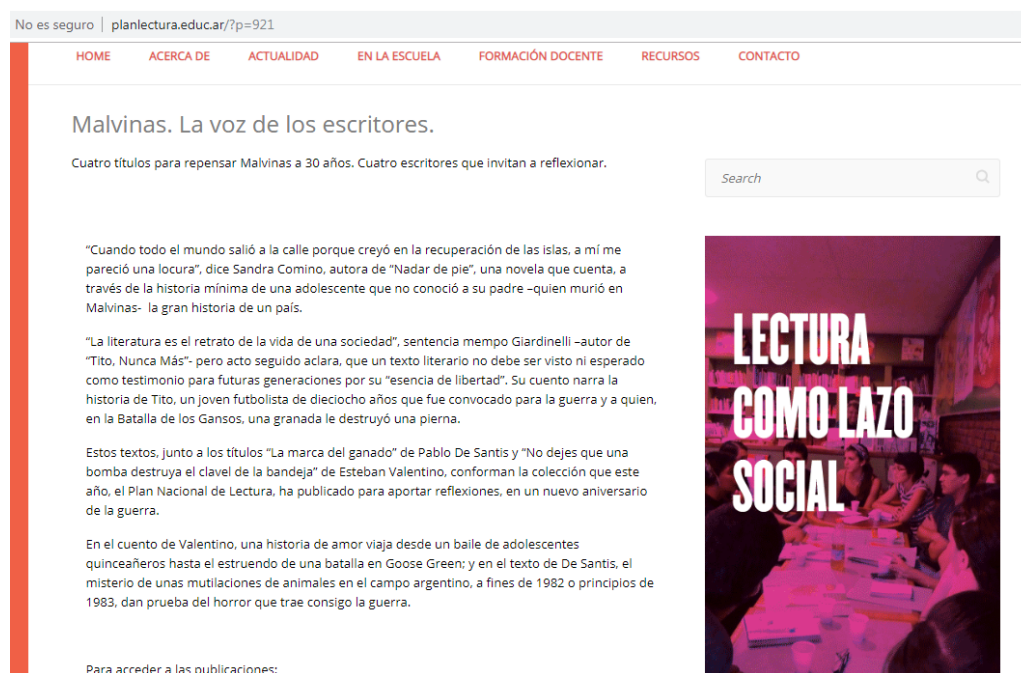 No es seguro | planlectura.educ.ar/?p=921
HOME ACERCA DE ACTUALIDAD EN LA ESCUELA FORMACIÓN DOCENTE RECURSOS CONTACTO
Malvinas. La voz de los escritores.
Cuatro títulos para repensar Malvinas a 30 años. Cuatro escritores que invitan a reflexionar.
Search
“Cuando todo el mundo salió a la calle porque creyó en la recuperación de las islas, a mí me
pareció una locura”, dice Sandra Comino, autora de “Nadar de pie”, una novela que cuenta, a
través de la historia mínima de una adolescente que no conoció a su padre –quien murió en
Malvinas- la gran historia de un país.
“La literatura es el retrato de la vida de una sociedad”, sentencia mempo Giardinelli –autor de
“Tito, Nunca Más”- pero acto seguido aclara, que un texto literario no debe ser visto ni esperado
como testimonio para futuras generaciones por su “esencia de libertad”. Su cuento narra la
historia de Tito, un joven futbolista de dieciocho años que fue convocado para la guerra y a quien,
en la Batalla de los Gansos, una granada le destruyó una pierna.
Estos textos, junto a los títulos “La marca del ganado” de Pablo De Santis y “No dejes que una
bomba destruya el clavel de la bandeja” de Esteban Valentino, conforman la colección que este
año, el Plan Nacional de Lectura, ha publicado para aportar reflexiones, en un nuevo aniversario
de la guerra.
En el cuento de Valentino, una historia de amor viaja desde un baile de adolescentes
quinceañeros hasta el estruendo de una batalla en Goose Green; y en el texto de De Santis, el
misterio de unas mutilaciones de animales en el campo argentino, a fines de 1982 o principios de
1983, dan prueba del horror que trae consigo la guerra.
Para acceder a las publicaciones:
LECTURA
COMO LAZO
SOCIAL